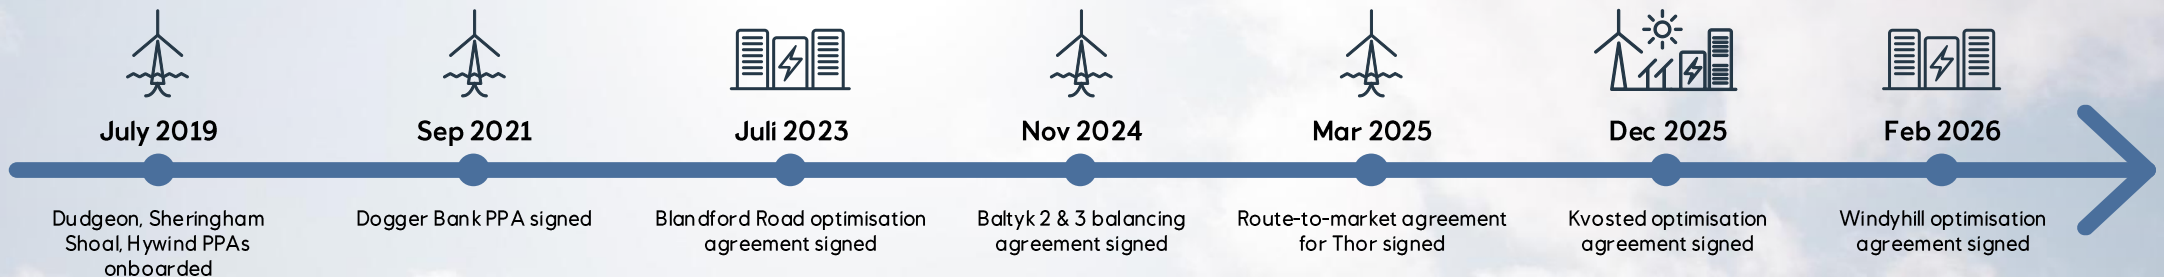 July 2019
Dudgeon, Sheringham
Shoal, Hywind PPAs
onboarded
Sep 2021
Dogger Bank PPA signed
Juli 2023
Blandford Road optimisation
agreement signed
Nov 2024
Baltyk 2 & 3 balancing
agreement signed
Mar 2025
Route-to-market agreement
for Thor signed
Dec 2025
Kvosted optimisation
agreement signed
Feb 2026
Windyhill optimisation
agreement signed